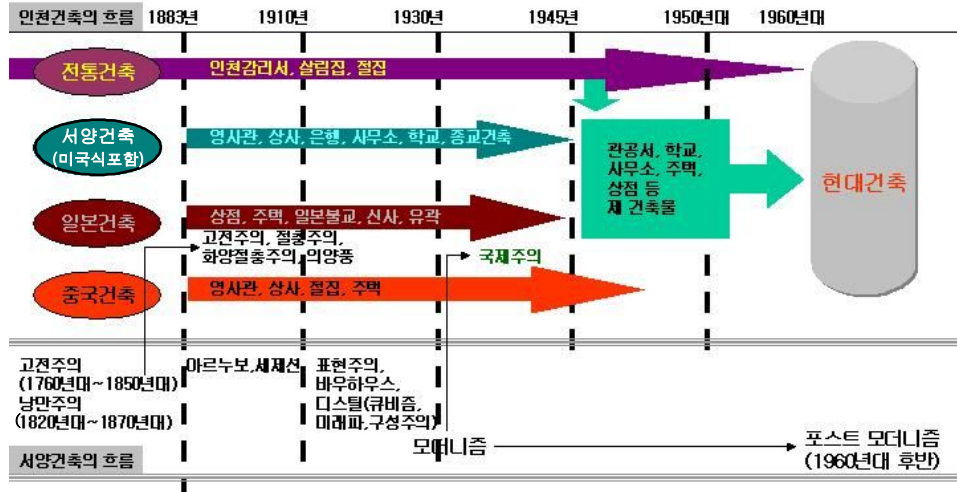 인천건축의 흐름 1883년 1910년 1930년 1945년 1950년대 1960년대
전통건축
인천감리서, 살림집, 절집
서양건축
(미국식포함)
영사관, 상사, 은행, 사무소, 학교, 종교건축
관공서, 학교,
사무소, 주택,
상점 등
제 건축물
현대건축
일본건축
상점, 주택, 일본불교, 신사, 유곽
고전주의, 절충주의,
화양절충주의, 의양풍
국제주의
중국건축
영사관, 상사, 절집, 주택
고전주의
(1760년대~1850년대)
낭만주의
(1820년대~1870년대)
아르누보,세제션
표현주의,
바우하우스,
디스틸(큐비즘,
미래파,구성주의)
모더니즘
포스트 모더니즘
(1960년대 후반)
서양건축의 흐름